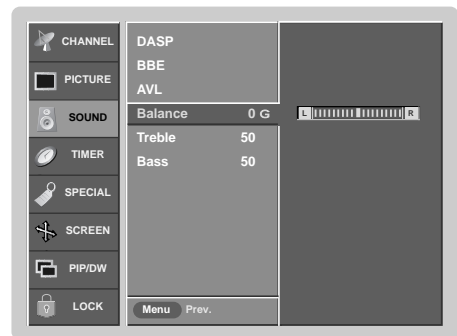 CHANNEL
PICTURE
SOUND
TIMER
SPECIAL
SCREEN
PIP/DW
LOCK
DASP
BBE
AVL
Balance 0 G
Treble 50
Bass 50
Menu Prev.
L R